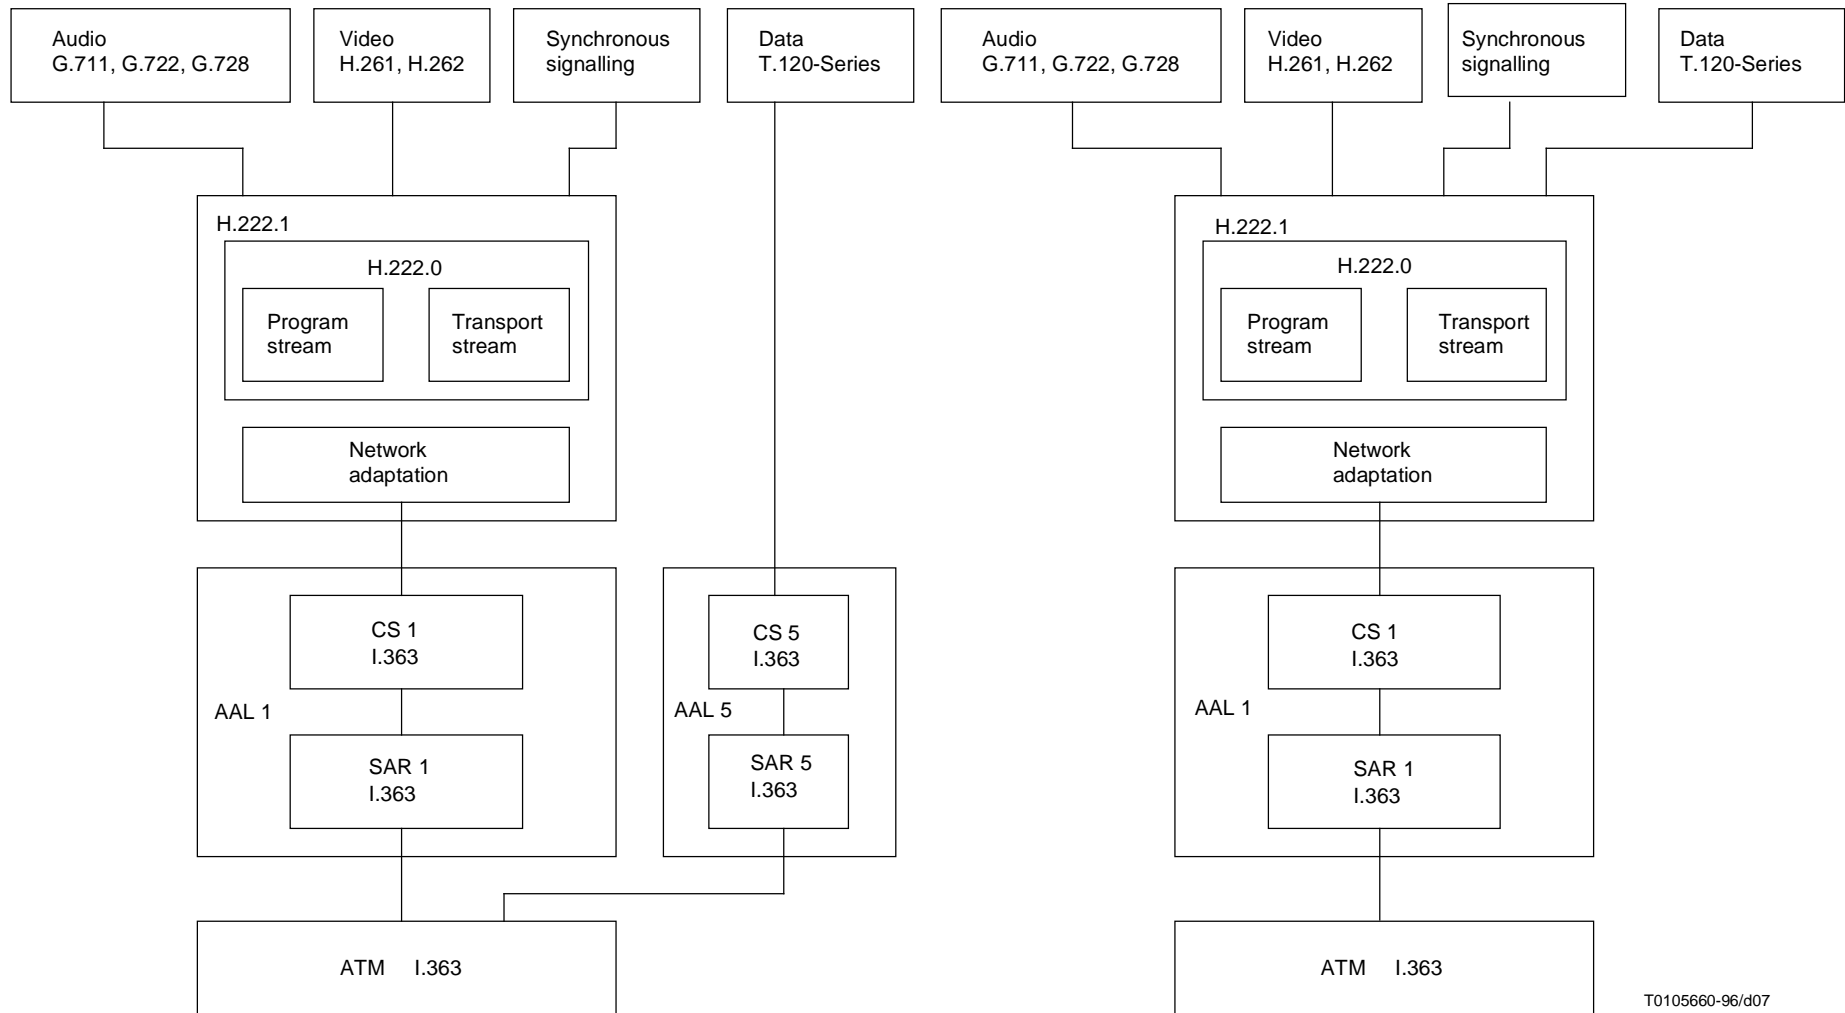 Audio
G.711, G.722, G.728
Video
H.261, H.262
Synchronous
signalling
Data
T.120-Series
Audio
G.711, G.722, G.728
Video
H.261, H.262
Synchronous
signalling
Data
T.120-Series
H.222.1
H.222.0
Program
stream
Transport
stream
Network
adaptation
H.222.1
H.222.0
Program
stream
Transport
stream
Network
adaptation
CS 1
I.363
AAL 1
SAR 1
I.363
CS 5
I.363
AAL 5
SAR 5
I.363
CS 1
I.363
AAL 1
SAR 1
I.363
ATM I.363
ATM I.363
T0105660-96/d07